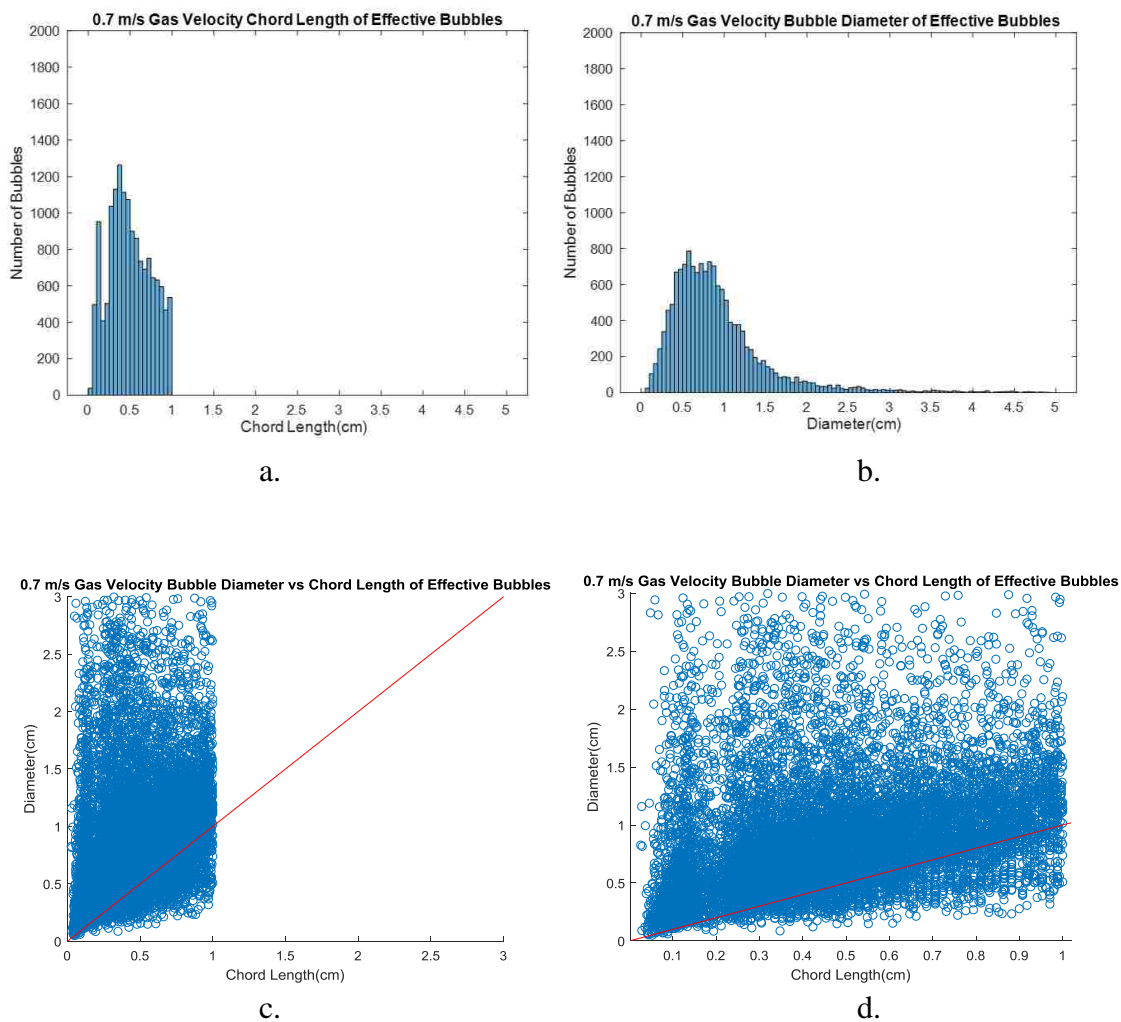 0.7 m/s Gas Velocity Chord Length of Effective Bubbles
2000
1800
1600
1400
1200
1000
800
600
400
200
0
Number of Bubbles
0 0.5 1 1.5 2 2.5 3 3.5 4 4.5 5
Chord Length(cm)
a.
0.7 m/s Gas Velocity Bubble Diameter of Effective Bubbles
2000
1800
1600
1400
1200
1000
800
600
400
200
0
Number of Bubbles
0 0.5 1 1.5 2 2.5 3 3.5 4 4.5 5
Diameter(cm)
b.
0.7 m/s Gas Velocity Bubble Diameter vs Chord Length of Effective Bubbles
3
2.5
2
1.5
1
0.5
0
Diameter(cm)
0 0.5 1 1.5 2 2.5 3
Chord Length(cm)
c.
0.7 m/s Gas Velocity Bubble Diameter vs Chord Length of Effective Bubbles
3
2.5
2
1.5
1
0.5
0
Diameter(cm)
0.1 0.2 0.3 0.4 0.5 0.6 0.7 0.8 0.9 1
Chord Length(cm)
d.